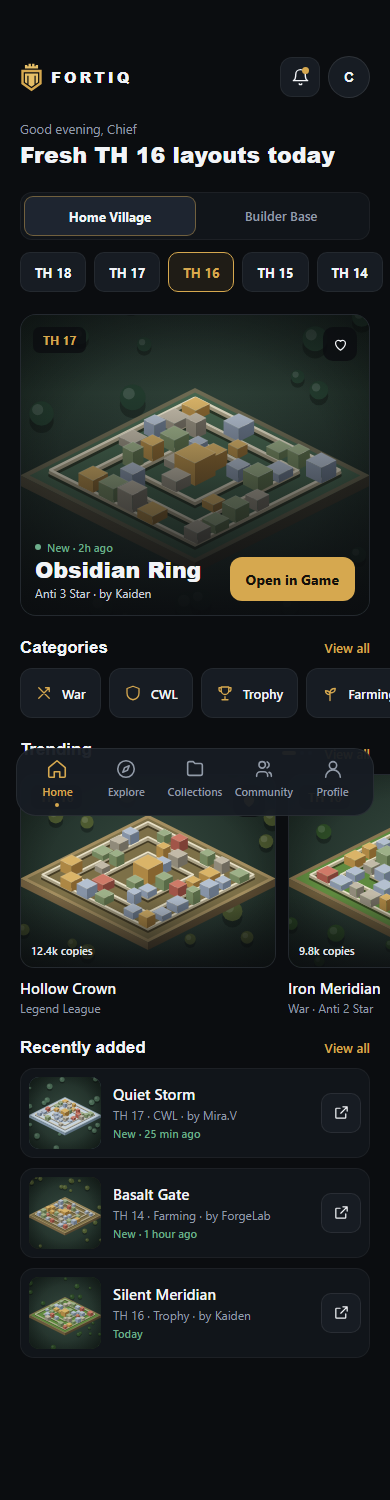 FORTIQ
C
Good evening, Chief
Fresh TH 16 layouts today
Home Village
Builder Base
TH 18
TH 17
TH 16
TH 15
TH 14
TH 17
New · 2h ago
Obsidian Ring
Anti 3 Star · by Kaiden
Open in Game
Categories
View all
War
CWL
Trophy
Farming
Trending
View all
Home
Explore
Collections
Community
Profile
12.4k copies
9.8k copies
Hollow Crown
Iron Meridian
Legend League
War · Anti 2 Star
Recently added
View all
Quiet Storm
TH 17 · CWL · by Mira.V
New · 25 min ago
Basalt Gate
TH 14 · Farming · by ForgeLab
New · 1 hour ago
Silent Meridian
TH 16 · Trophy · by Kaiden
Today